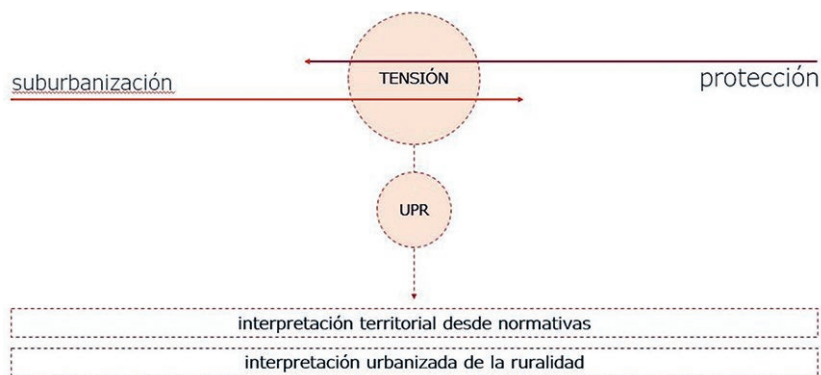 TENSIÓN
suburbanización
protección
UPR
interpretación territorial desde normativas
interpretación urbanizada de la ruralidad